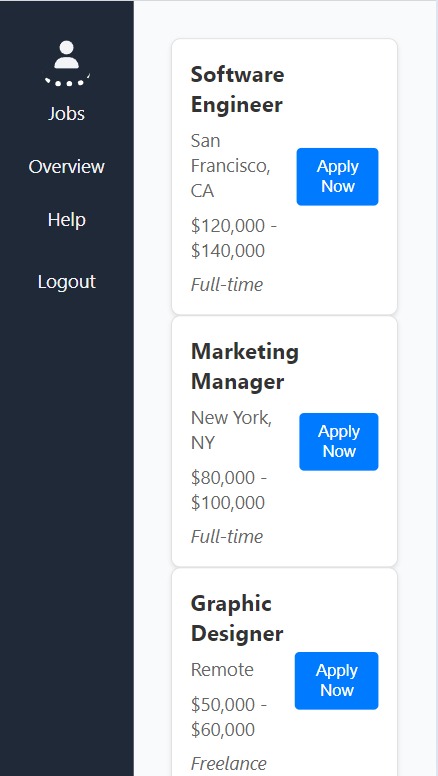 Jobs
Overview
Help
Logout
Software
Engineer
San
Francisco,
CA
$120,000 -
$140,000
Full-time
Apply
Now
Marketing
Manager
New York,
NY
$80,000 -
$100,000
Full-time
Apply
Now
Graphic
Designer
Remote
$50,000 -
$60,000
Freelance
Apply
Now